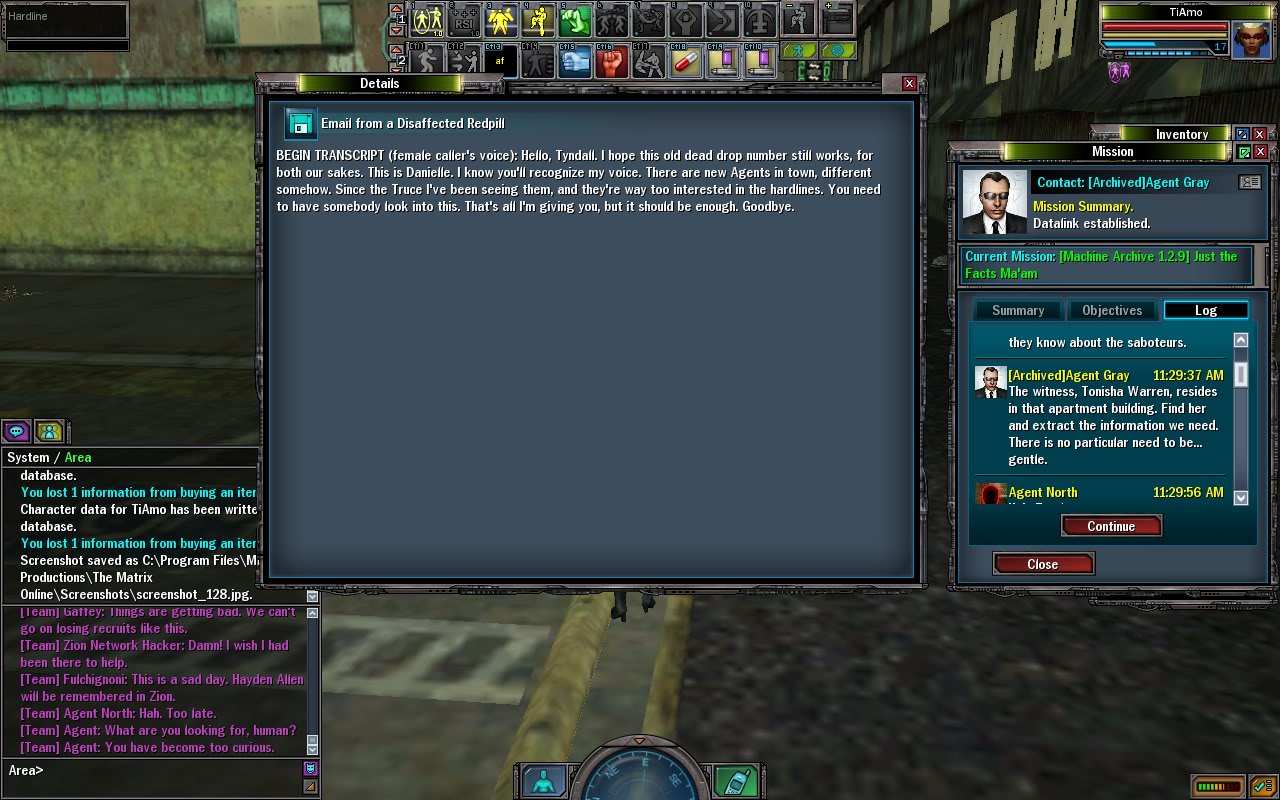 Hardline
1
2
RSI
1.0
1.0
af
TiAmo
17
Details
Email from a Disaffected Redpill
BEGIN TRANSCRIPT (female caller's voice): Hello, Tyndall. I hope this old dead drop number still works, for
both our sakes. This is Danielle. I know you'll recognize my voice. There are new Agents in town, different
somehow. Since the Truce I've been seeing them, and they're way too interested in the hardlines. You need
to have somebody look into this. That's all I'm giving you, but it should be enough. Goodbye.
Inventory
Mission
Contact: [Archived]Agent Gray
Mission Summary.
Datalink established.
Current Mission: [Machine Archive 1.2.9] Just the
Facts Ma'am
Summary
Objectives
Log
they know about the saboteurs.
[Archived]Agent Gray 11:29:37 AM
The witness, Tonisha Warren, resides
in that apartment building. Find her
and extract the information we need.
There is no particular need to be...
gentle.
Agent North 11:29:56 AM
Continue
Close
System / Area
database.
You lost 1 information from buying an iter
Character data for TiAmo has been writte
database.
You lost 1 information from buying an iter
Screenshot saved as C:\Program Files\M
Productions\The Matrix
Online\Screenshots\screenshot_128.jpg.
[Team] Gaffey: Things are getting bad. We can't
go on losing recruits like this.
[Team] Zion Network Hacker: Damn! I wish I had
been there to help.
[Team] Fulchignoni: This is a sad day. Hayden Allen
will be remembered in Zion.
[Team] Agent North: Hah. Too late.
[Team] Agent: What are you looking for, human?
[Team] Agent: You have become too curious.
Area>
NE
E
SE